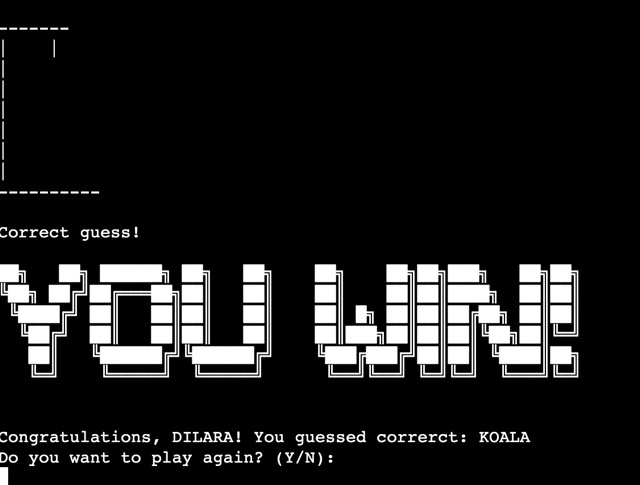 Correct guess!
YOU WIN!
Congratulations, DILARA! You guessed correrct: KOALA
Do you want to play again? (Y/N):